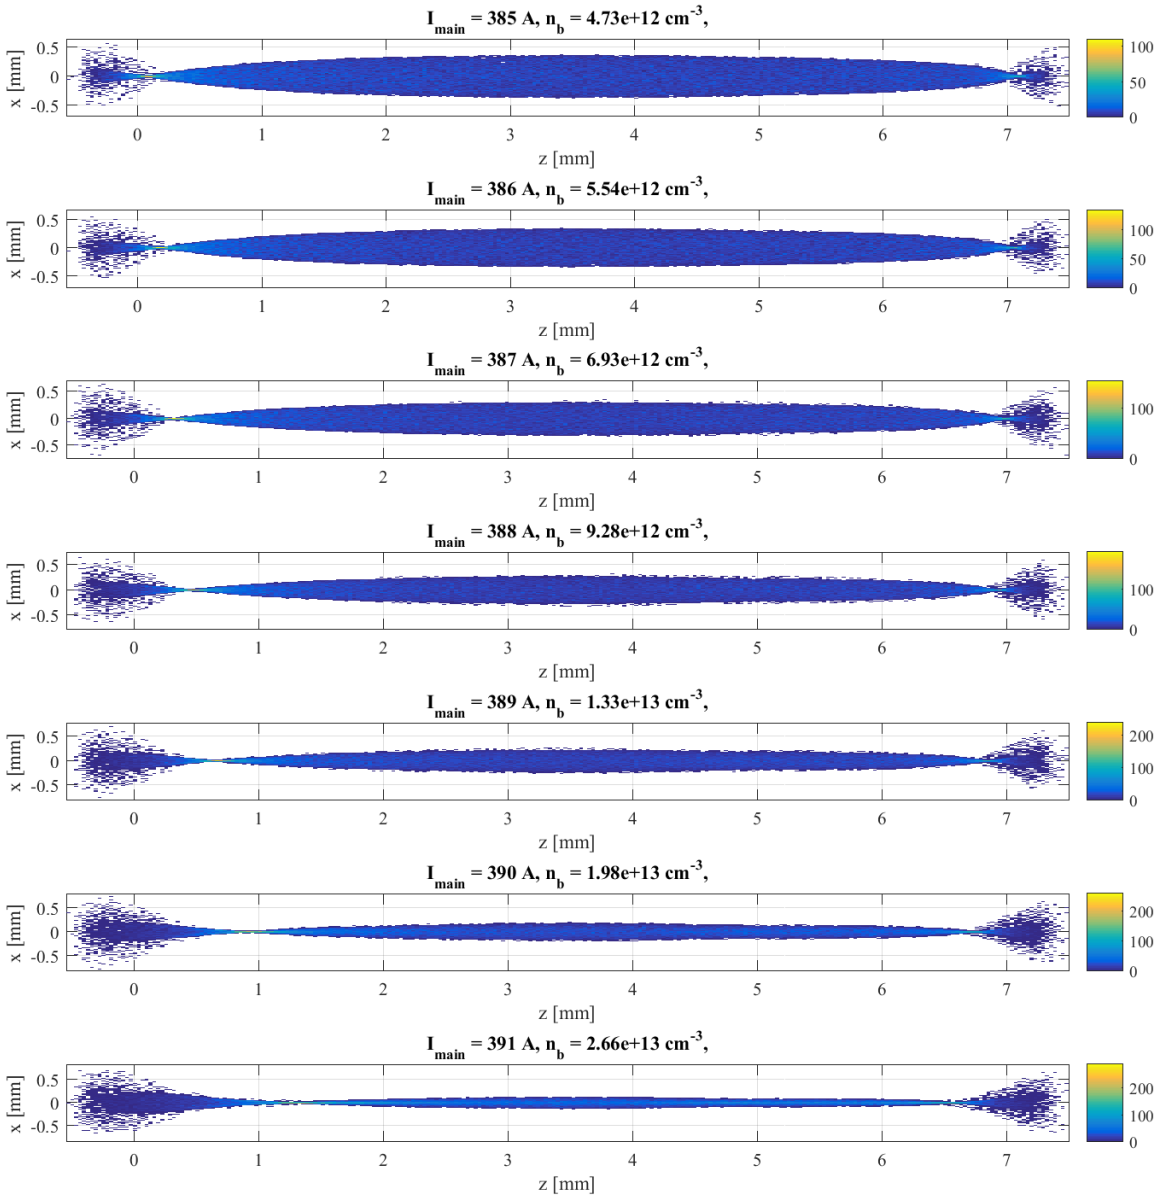 I_main = 385 A, n_b = 4.73e+12 cm^-3,
x [mm]
0.5
0
-0.5
100
50
0
0 1 2 3 4 5 6 7
z [mm]
I_main = 386 A, n_b = 5.54e+12 cm^-3,
x [mm]
0.5
0
-0.5
100
50
0
0 1 2 3 4 5 6 7
z [mm]
I_main = 387 A, n_b = 6.93e+12 cm^-3,
x [mm]
0.5
0
-0.5
100
0
0 1 2 3 4 5 6 7
z [mm]
I_main = 388 A, n_b = 9.28e+12 cm^-3,
x [mm]
0.5
0
-0.5
100
0
0 1 2 3 4 5 6 7
z [mm]
I_main = 389 A, n_b = 1.33e+13 cm^-3,
x [mm]
0.5
0
-0.5
200
100
0
0 1 2 3 4 5 6 7
z [mm]
I_main = 390 A, n_b = 1.98e+13 cm^-3,
x [mm]
0.5
0
-0.5
200
100
0
0 1 2 3 4 5 6 7
z [mm]
I_main = 391 A, n_b = 2.66e+13 cm^-3,
x [mm]
0.5
0
-0.5
200
100
0
0 1 2 3 4 5 6 7
z [mm]